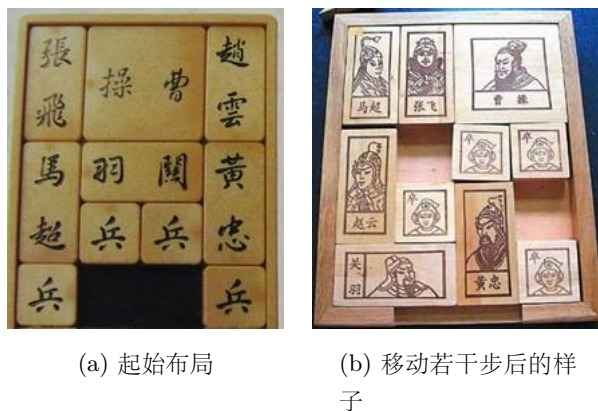 張飛
操 曹
趙雲
馬超
羽 關
黃忠
兵
兵
兵
兵
马超
张飞
曹 操
赵云
卒
卒
卒
关羽
黄忠
卒
(a) 起始布局
(b) 移动若干步后的样
子